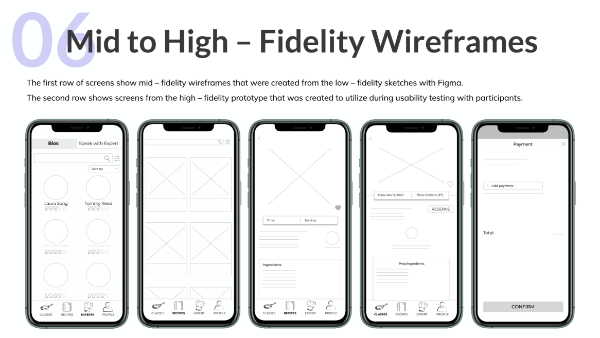 06
Mid to High – Fidelity Wireframes
The first row of screens show mid – fidelity wireframes that were created from the low – fidelity sketches with Figma.
The second row shows screens from the high – fidelity prototype that was created to utilize during usability testing with participants.
Bios
Speak with Expert
Sort by
Laura Song
Tommy Reed
CLASSES
RECIPES
EXPERTS
PROFILE
CLASSES
RECIPES
EXPERT
PROFILE
Time
Serving
Ingredients
CLASSES
RECIPES
EXPERT
PROFILE
RESERVE
Prep/Ingredients
CLASSES
RECIPES
EXPERT
PROFILE
Payment
Add payment
Total:
CONFIRM